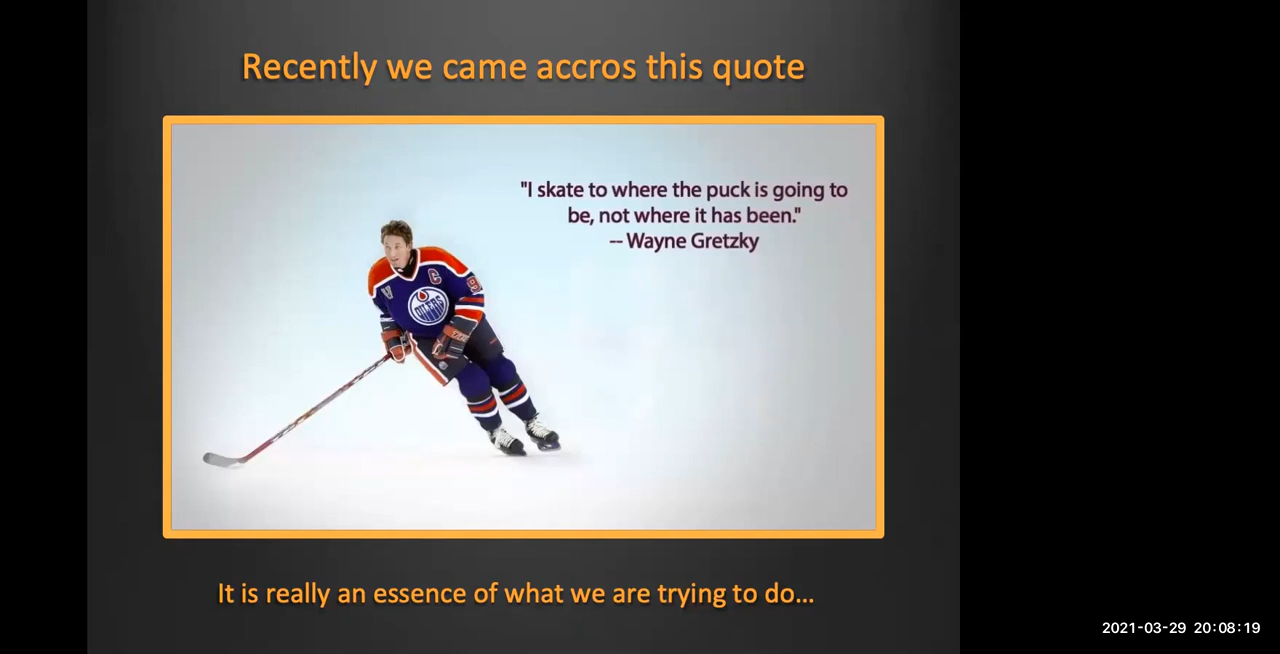 Recently we came accros this quote
"I skate to where the puck is going to
be, not where it has been."
-- Wayne Gretzky
C
9
OILERS
It is really an essence of what we are trying to do...
2021-03-29 20:08:19